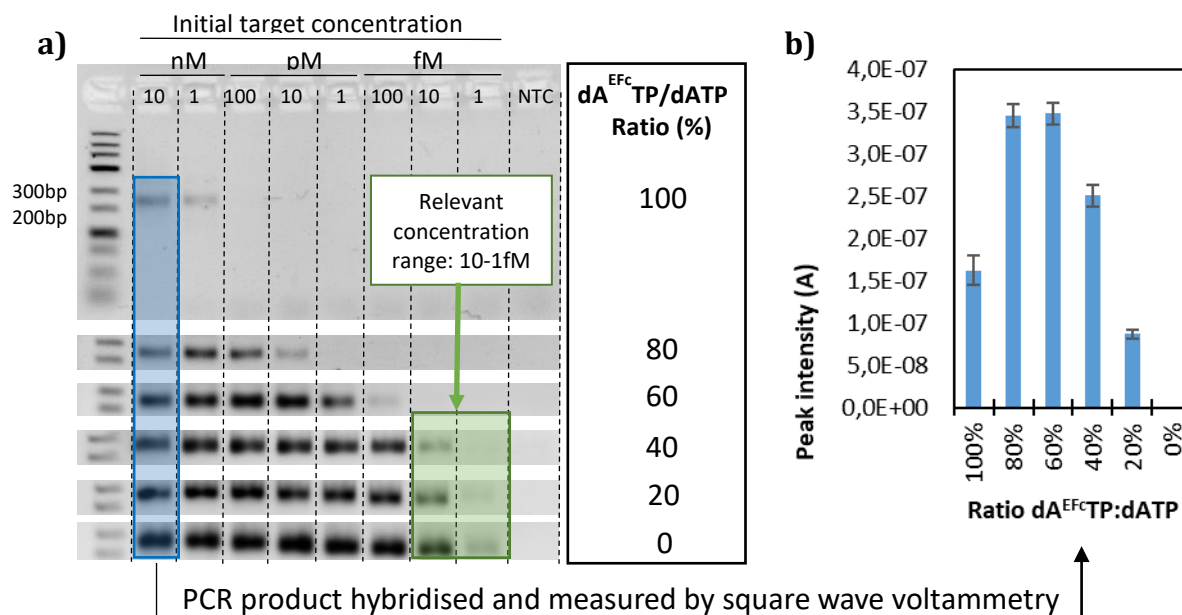 a)
Initial target concentration
nM pM fM
10 1 100 10 1 100 10 1 NTC
300bp
200bp
Relevant
concentration
range: 10-1fM
dA^EFc TP/dATP
Ratio (%)
100
80
60
40
20
0
b)
4,0E-07
3,5E-07
3,0E-07
2,5E-07
2,0E-07
1,5E-07
1,0E-07
5,0E-08
0,0E+00
Peak intensity (A)
100%
80%
60%
40%
20%
0%
Ratio dA^EFc TP:dATP
PCR product hybridised and measured by square wave voltammetry